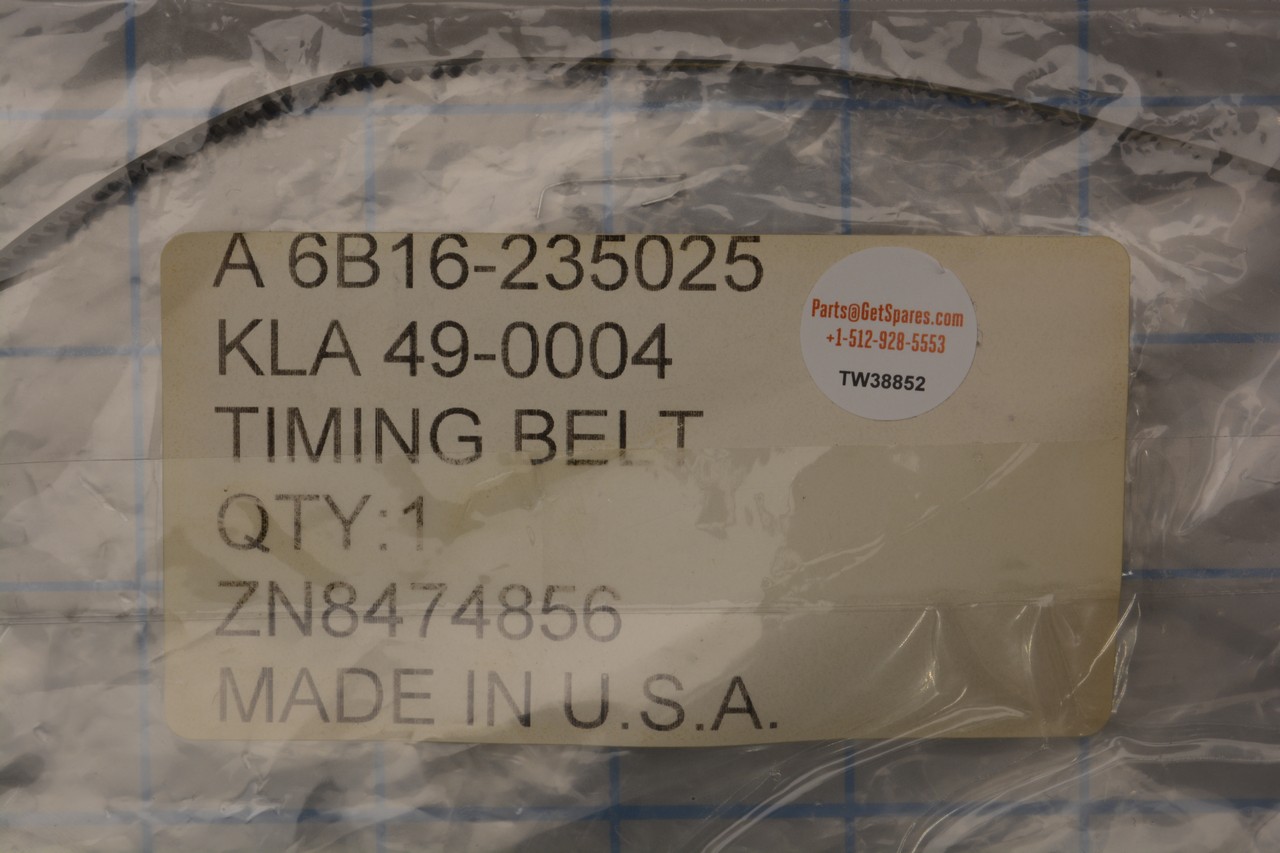 A 6B16-235025
KLA 49-0004
TIMING BELT
QTY:1
ZN8474856
MADE IN U.S.A.
Parts@GetSpares.com
+1-512-928-5553
TW38852